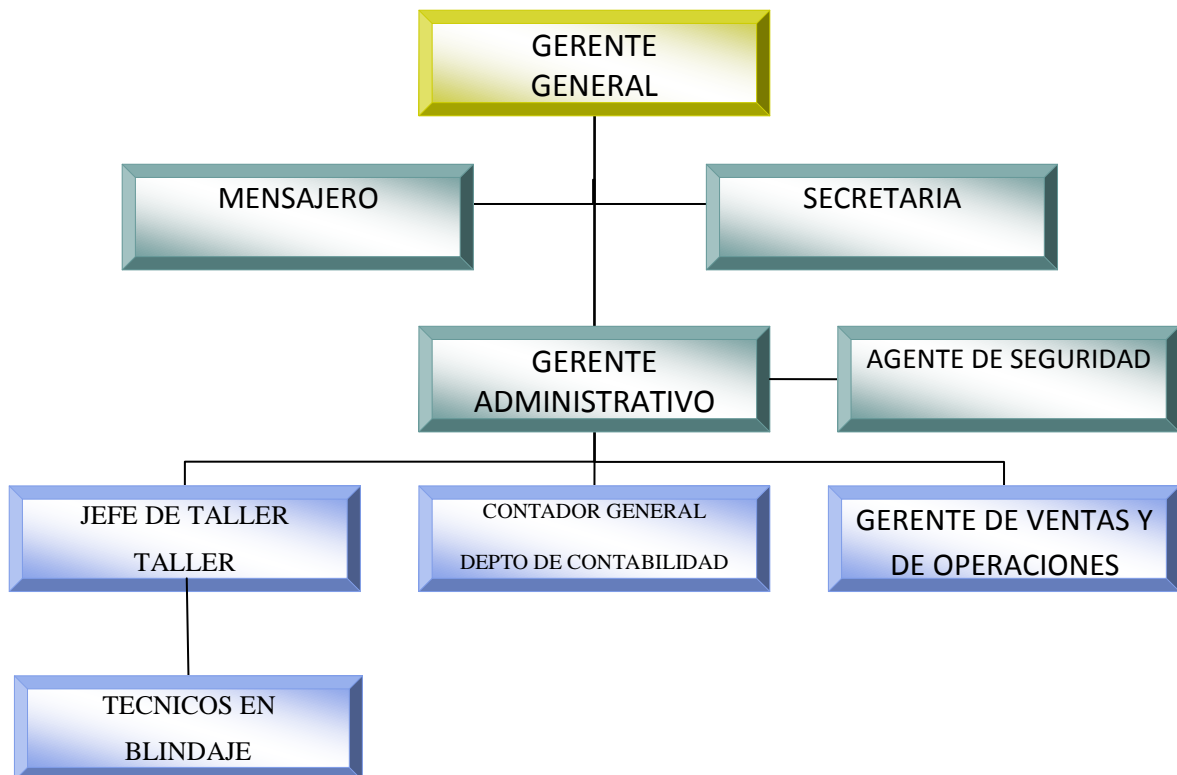 GERENTE
GENERAL
MENSAJERO
SECRETARIA
GERENTE
ADMINISTRATIVO
AGENTE DE SEGURIDAD
JEFE DE TALLER
TALLER
CONTADOR GENERAL
DEPTO DE CONTABILIDAD
GERENTE DE VENTAS Y
DE OPERACIONES
TECNICOS EN
BLINDAJE